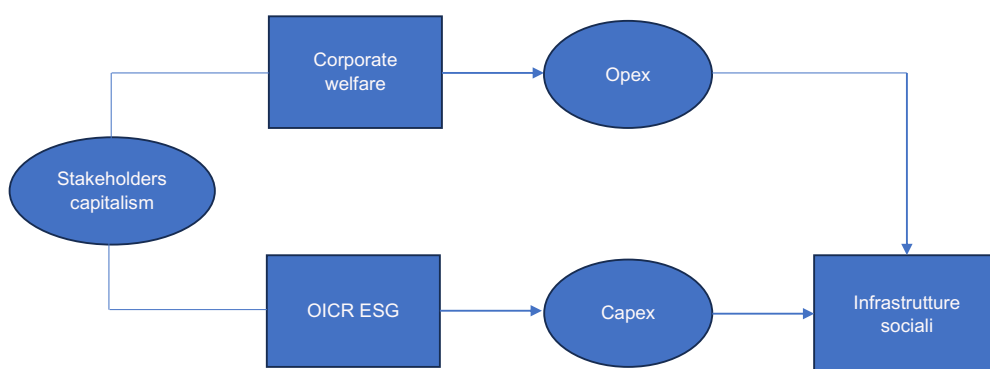 Corporate
welfare
Opex
Stakeholders
capitalism
OICR ESG
Capex
Infrastrutture
sociali